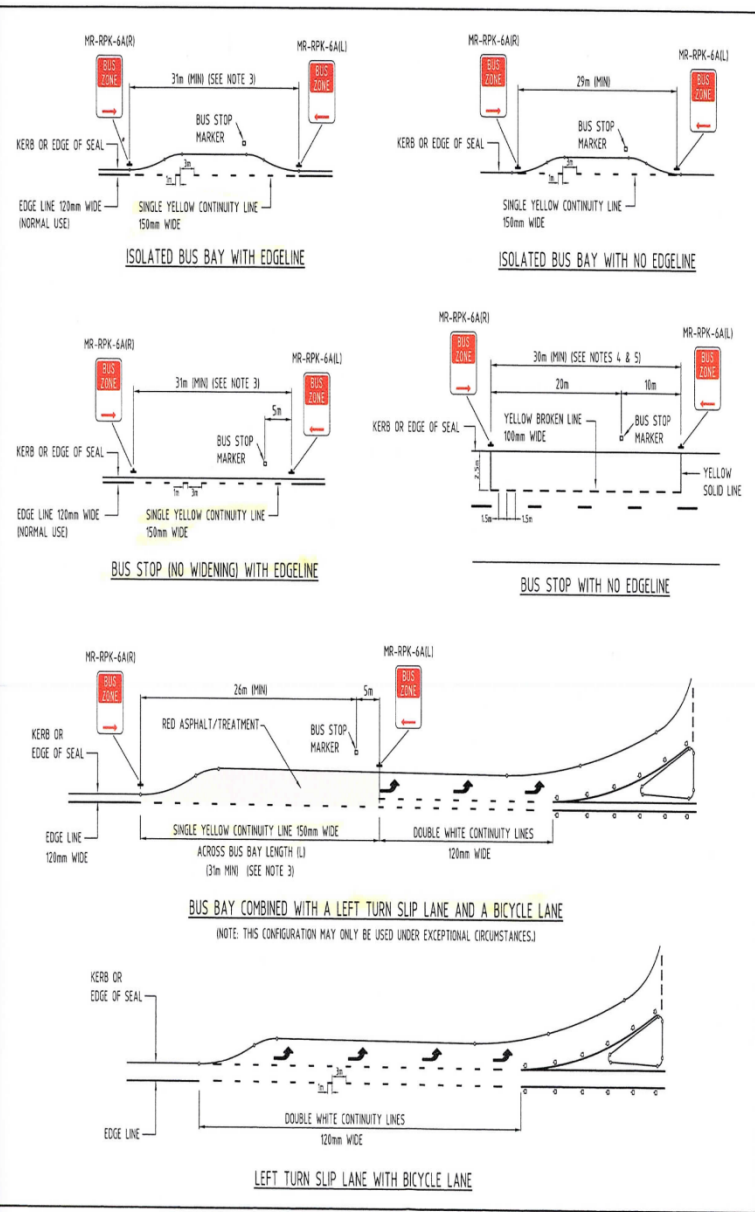 MR-RPK-6A(R)
BUS
ZONE
31m (MIN) (SEE NOTE 3)
MR-RPK-6A(L)
BUS
ZONE
BUS STOP
MARKER
KERB OR EDGE OF SEAL
3m
1m
EDGE LINE 120mm WIDE
(NORMAL USE)
SINGLE YELLOW CONTINUITY LINE
150mm WIDE
ISOLATED BUS BAY WITH EDGELINE
MR-RPK-6A(R)
BUS
ZONE
29m (MIN)
MR-RPK-6A(L)
BUS
ZONE
BUS STOP
MARKER
KERB OR EDGE OF SEAL
3m
1m
SINGLE YELLOW CONTINUITY LINE
150mm WIDE
ISOLATED BUS BAY WITH NO EDGELINE
MR-RPK-6A(R)
BUS
ZONE
31m (MIN) (SEE NOTE 3)
MR-RPK-6A(L)
BUS
ZONE
5m
BUS STOP
MARKER
KERB OR EDGE OF SEAL
1m
3m
EDGE LINE 120mm WIDE
(NORMAL USE)
SINGLE YELLOW CONTINUITY LINE
150mm WIDE
BUS STOP (NO WIDENING) WITH EDGELINE
MR-RPK-6A(R)
BUS
ZONE
30m (MIN) (SEE NOTES 4 & 5)
MR-RPK-6A(L)
BUS
ZONE
20m
10m
YELLOW BROKEN LINE
100mm WIDE
BUS STOP
MARKER
KERB OR EDGE OF SEAL
2.5m
YELLOW
SOLID LINE
1.5m
1.5m
BUS STOP WITH NO EDGELINE
MR-RPK-6A(R)
BUS
ZONE
26m (MIN)
5m
MR-RPK-6A(L)
BUS
ZONE
RED ASPHALT/TREATMENT
BUS STOP
MARKER
KERB OR
EDGE OF SEAL
EDGE LINE
120mm WIDE
SINGLE YELLOW CONTINUITY LINE 150mm WIDE
ACROSS BUS BAY LENGTH (L)
(31m MIN) (SEE NOTE 3)
DOUBLE WHITE CONTINUITY LINES
120mm WIDE
BUS BAY COMBINED WITH A LEFT TURN SLIP LANE AND A BICYCLE LANE
(NOTE: THIS CONFIGURATION MAY ONLY BE USED UNDER EXCEPTIONAL CIRCUMSTANCES.)
KERB OR
EDGE OF SEAL
3m
1m
EDGE LINE
DOUBLE WHITE CONTINUITY LINES
120mm WIDE
LEFT TURN SLIP LANE WITH BICYCLE LANE